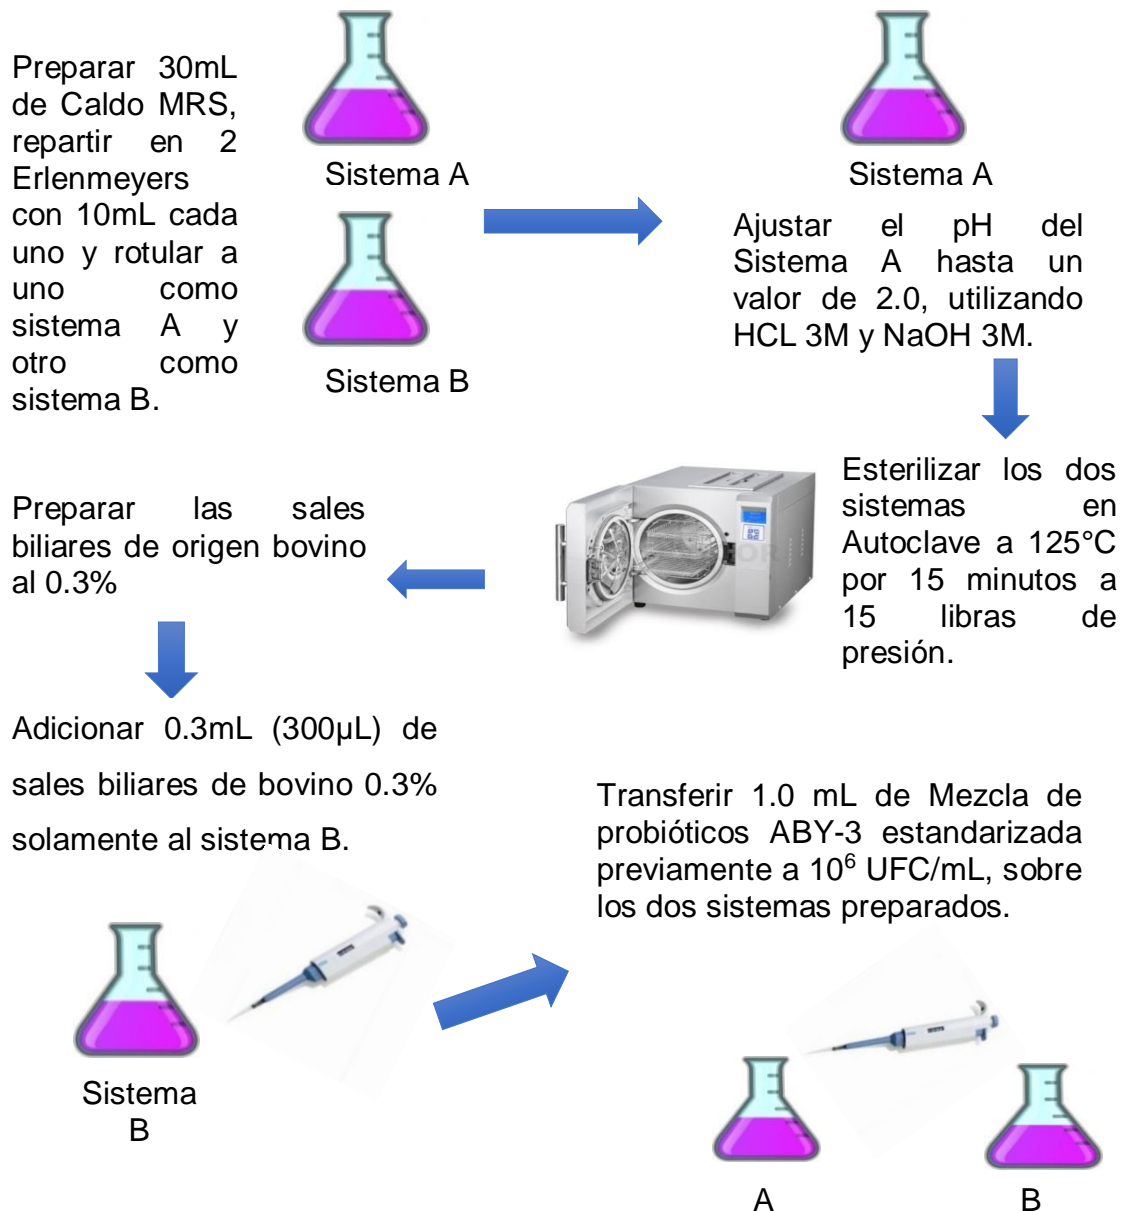 Preparar 30mL
de Caldo MRS,
repartir en 2
Erlenmeyers
con 10mL cada
uno y rotular a
uno como
sistema A y
otro como
sistema B.
Sistema A
Sistema B
Sistema A
Ajustar el pH del
Sistema A hasta un
valor de 2.0, utilizando
HCL 3M y NaOH 3M.
Esterilizar los dos
sistemas en
Autoclave a 125°C
por 15 minutos a
15 libras de
presión.
Preparar las sales
biliares de origen bovino
al 0.3%
Adicionar 0.3mL (300µL) de
sales biliares de bovino 0.3%
solamente al sistema B.
Sistema
B
Transferir 1.0 mL de Mezcla de
probióticos ABY-3 estandarizada
previamente a 10⁶ UFC/mL, sobre
los dos sistemas preparados.
A
B